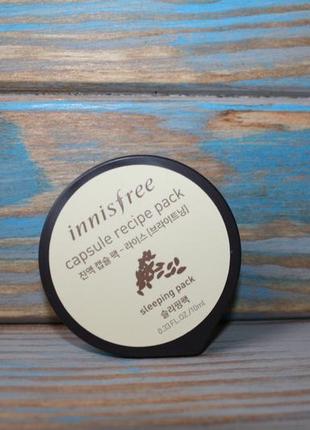 innisfree
capsule recipe pack
진액 캡슐 팩 - 라이스 [브라이트닝]
sleeping pack
슬리핑팩
0.33 FL.OZ/10ml